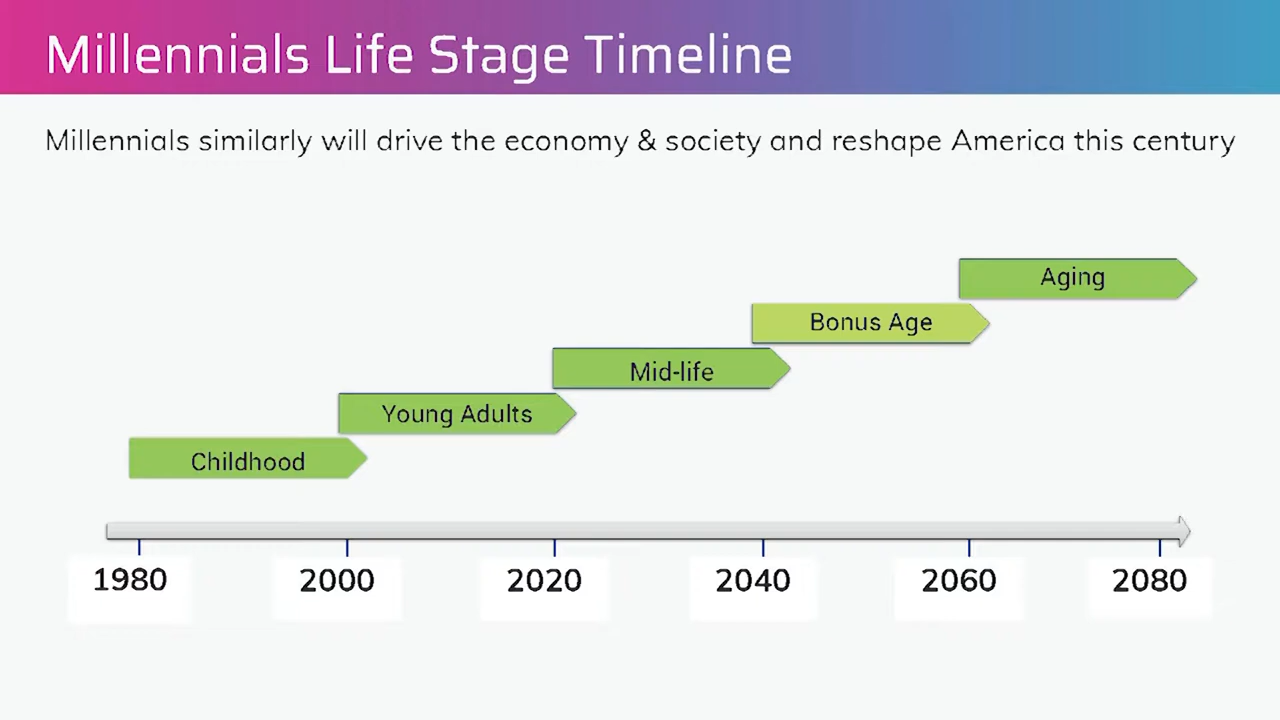 Millennials Life Stage Timeline
Millennials similarly will drive the economy & society and reshape America this century
Aging
Bonus Age
Mid-life
Young Adults
Childhood
1980 2000 2020 2040 2060 2080